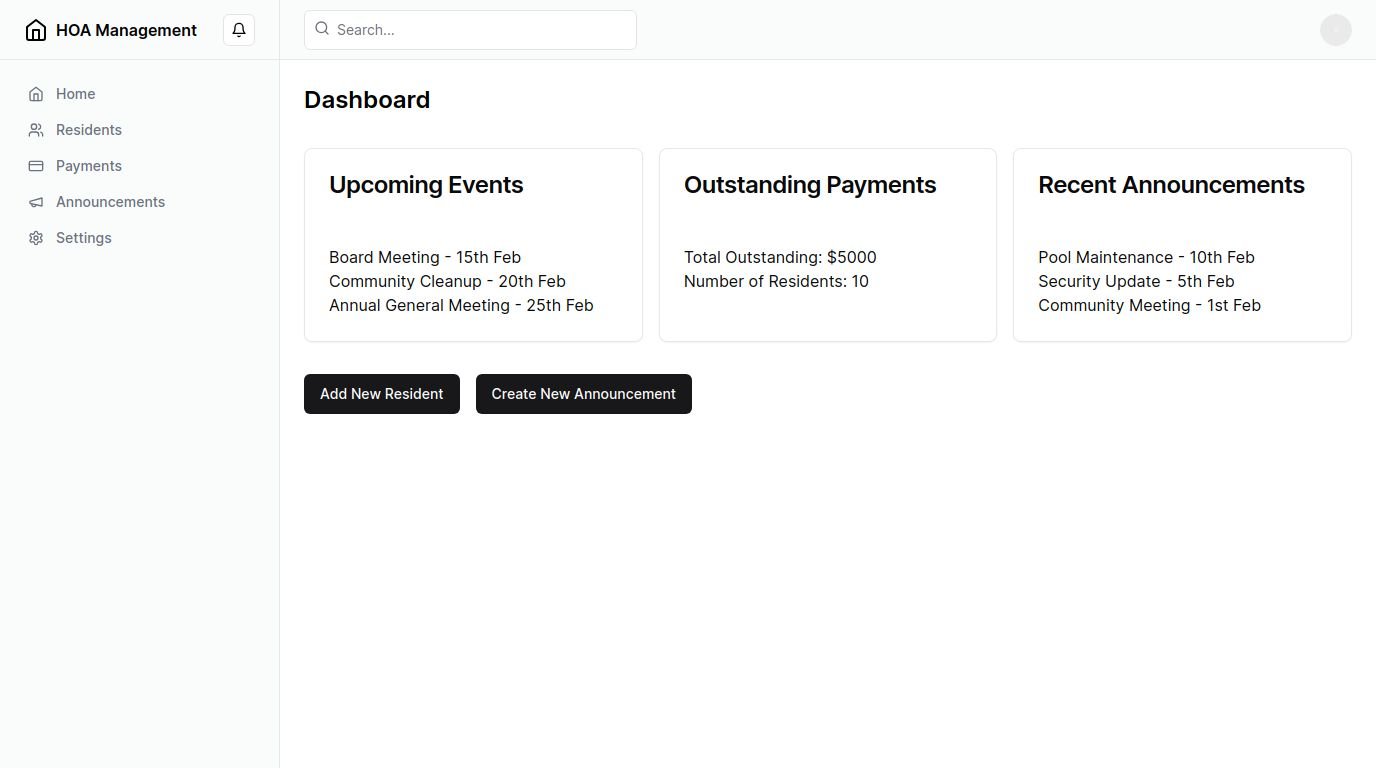 HOA Management
Search...
Home
Residents
Payments
Announcements
Settings
Dashboard
Upcoming Events
Board Meeting - 15th Feb
Community Cleanup - 20th Feb
Annual General Meeting - 25th Feb
Outstanding Payments
Total Outstanding: $5000
Number of Residents: 10
Recent Announcements
Pool Maintenance - 10th Feb
Security Update - 5th Feb
Community Meeting - 1st Feb
Add New Resident
Create New Announcement